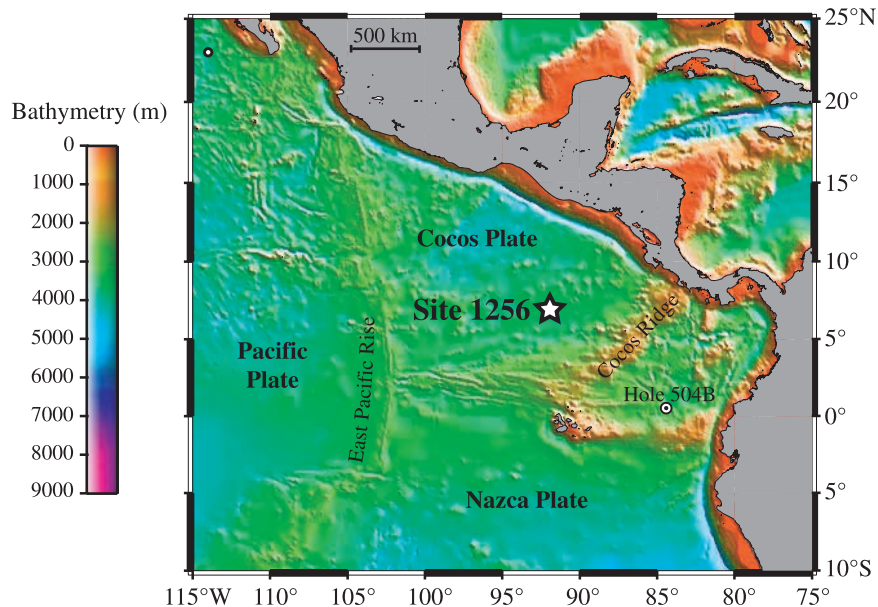 25°N
500 km
Bathymetry (m)
20°
0
1000
2000
3000
4000
5000
6000
7000
8000
9000
15°
Cocos Plate
10°
Site 1256
Cocos Ridge
5°
Pacific
Plate
East Pacific Rise
Hole 504B
0°
Nazca Plate
5°
10°S
115°W
110°
105°
100°
95°
90°
85°
80°
75°